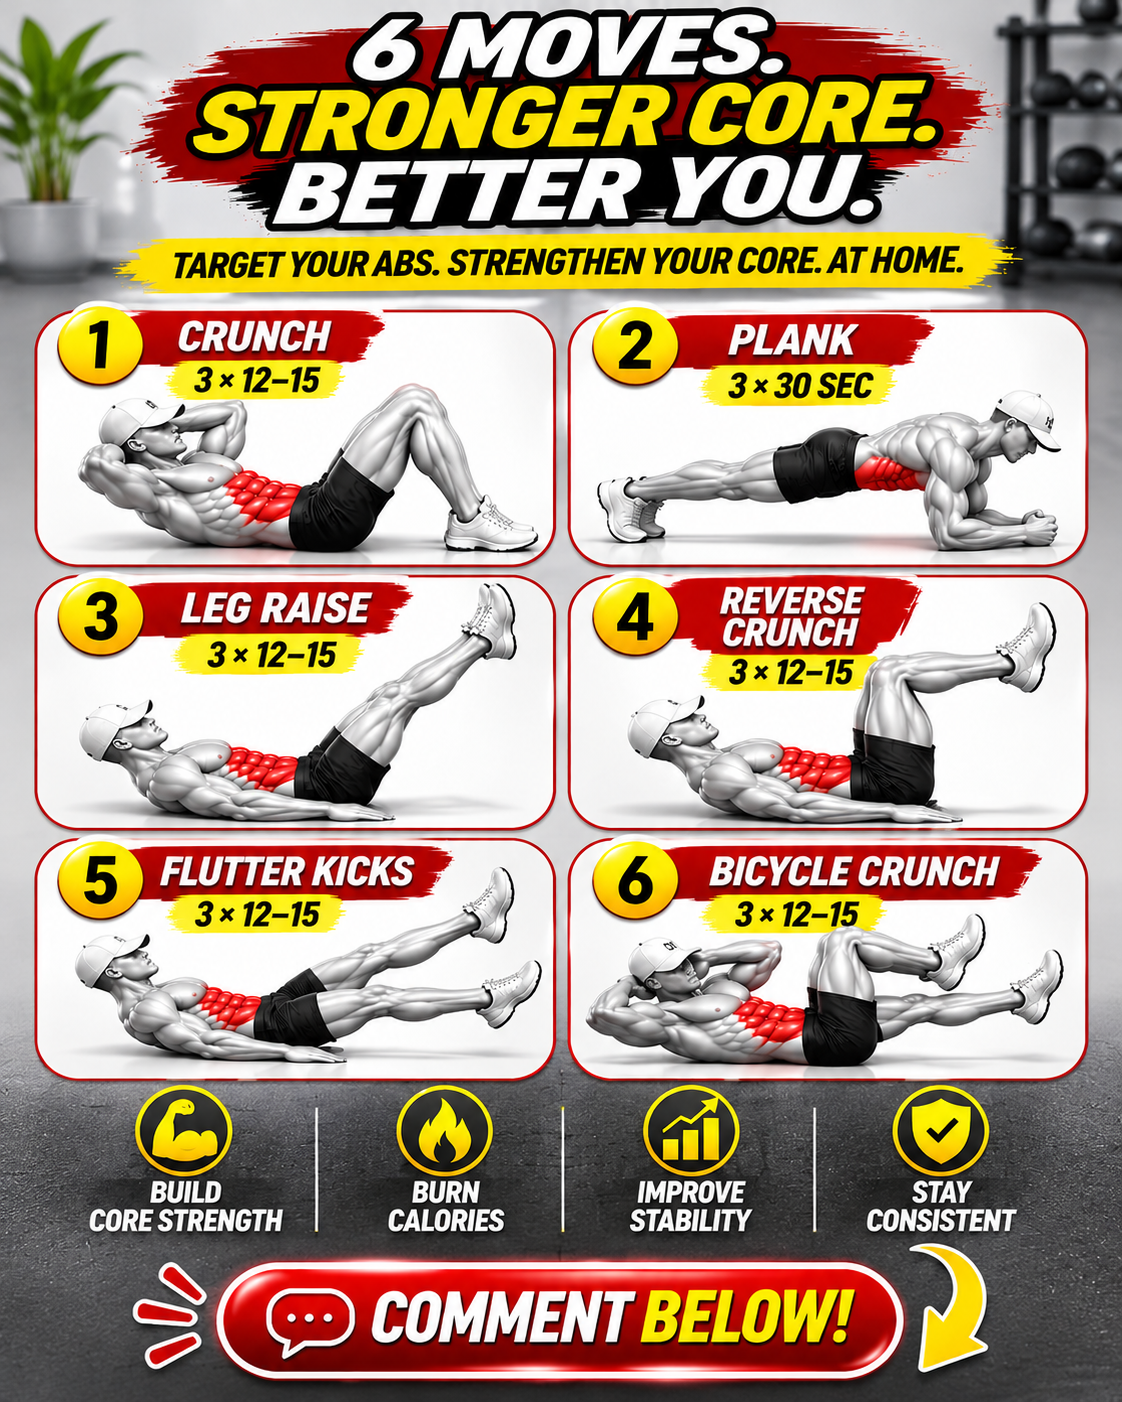 6 MOVES.
STRONGER CORE.
BETTER YOU.
TARGET YOUR ABS. STRENGTHEN YOUR CORE. AT HOME.
1 CRUNCH
3 × 12–15
2 PLANK
3 × 30 SEC
3 LEG RAISE
3 × 12–15
4 REVERSE
CRUNCH
3 × 12–15
5 FLUTTER KICKS
3 × 12–15
6 BICYCLE CRUNCH
3 × 12–15
BUILD
CORE STRENGTH
BURN
CALORIES
IMPROVE
STABILITY
STAY
CONSISTENT
COMMENT BELOW!